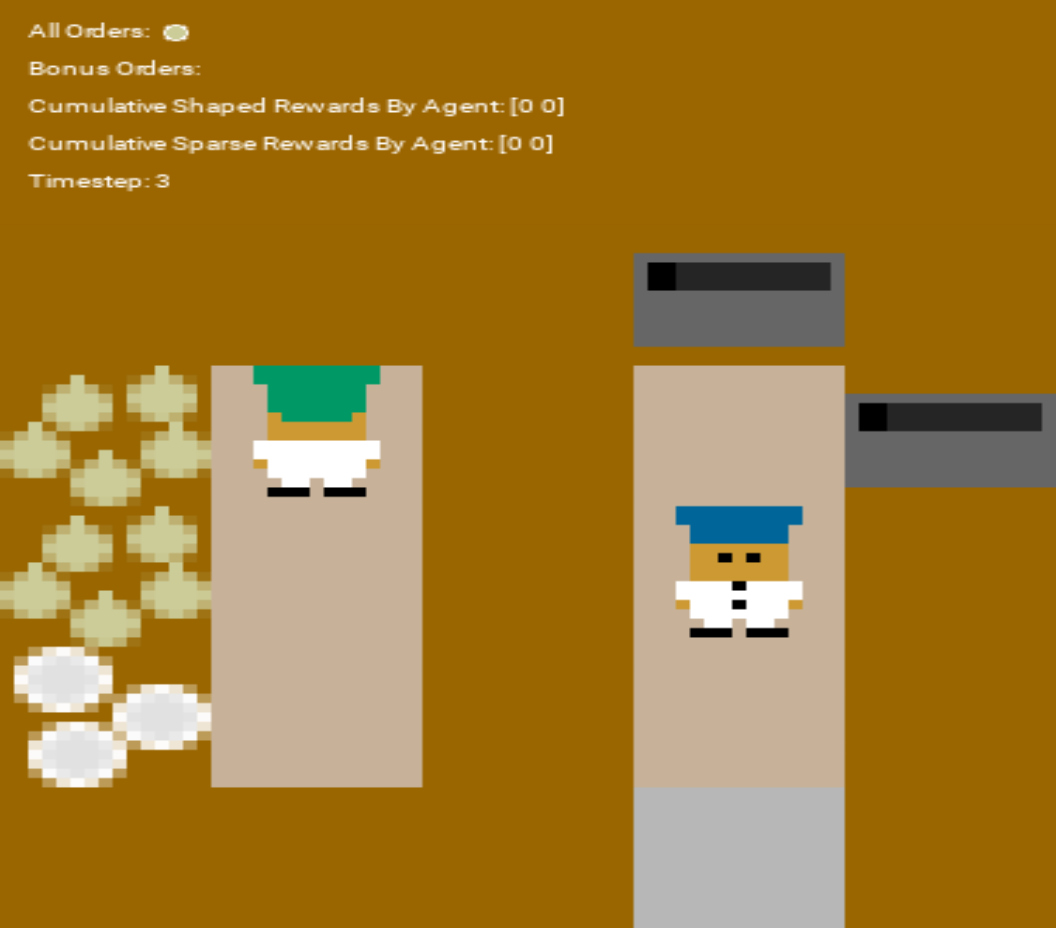 All Orders:
Bonus Orders:
Cumulative Shaped Rewards By Agent: [0 0]
Cumulative Sparse Rewards By Agent: [0 0]
Timestep: 3